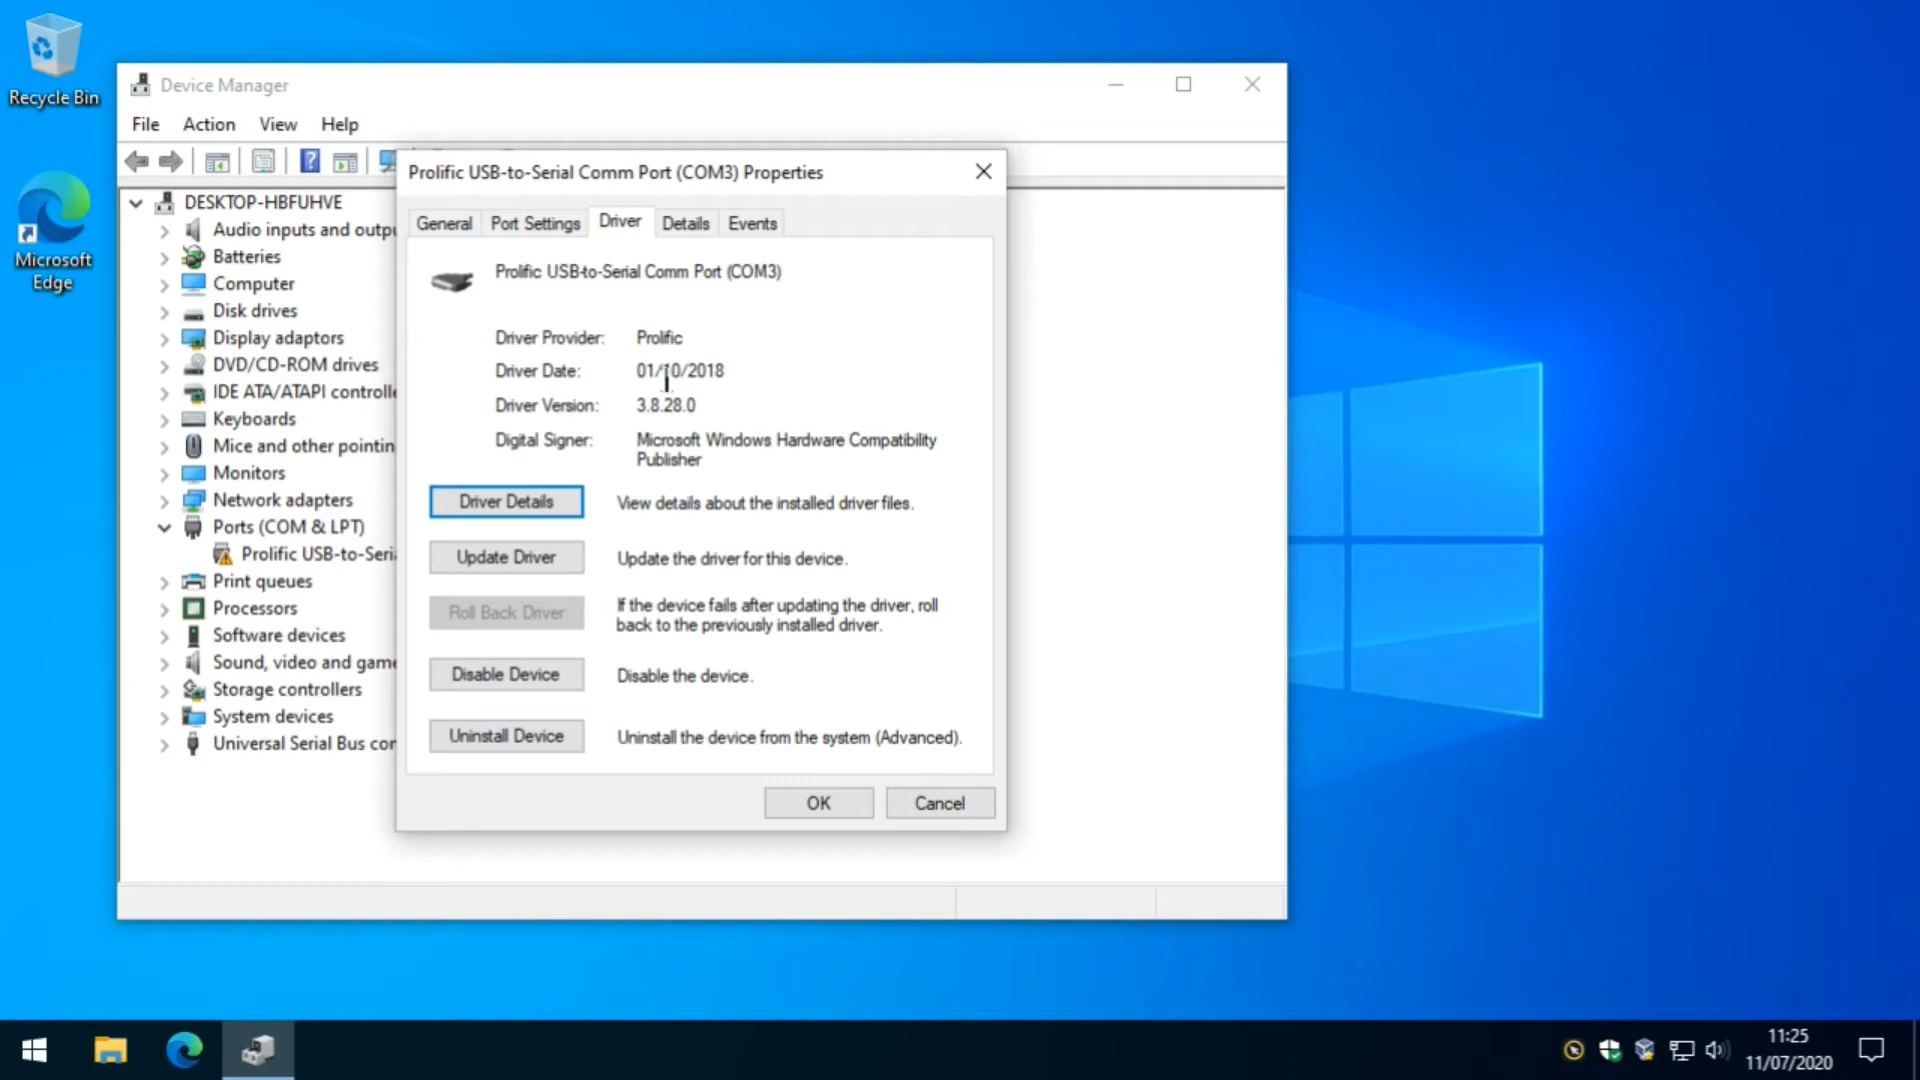 Recycle Bin
Microsoft
Edge
Device Manager
File Action View Help
DESKTOP-HBFUHVE
Audio inputs and outpu
Batteries
Computer
Disk drives
Display adaptors
DVD/CD-ROM drives
IDE ATA/ATAPI controlle
Keyboards
Mice and other pointin
Monitors
Network adapters
Ports (COM & LPT)
Prolific USB-to-Seri
Print queues
Processors
Software devices
Sound, video and game
Storage controllers
System devices
Universal Serial Bus con
Prolific USB-to-Serial Comm Port (COM3) Properties
General Port Settings Driver Details Events
Prolific USB-to-Serial Comm Port (COM3)
Driver Provider: Prolific
Driver Date: 01/10/2018
Driver Version: 3.8.28.0
Digital Signer: Microsoft Windows Hardware Compatibility
Publisher
Driver Details View details about the installed driver files.
Update Driver Update the driver for this device.
Roll Back Driver If the device fails after updating the driver, roll
back to the previously installed driver.
Disable Device Disable the device.
Uninstall Device Uninstall the device from the system (Advanced).
OK Cancel
11:25
11/07/2020